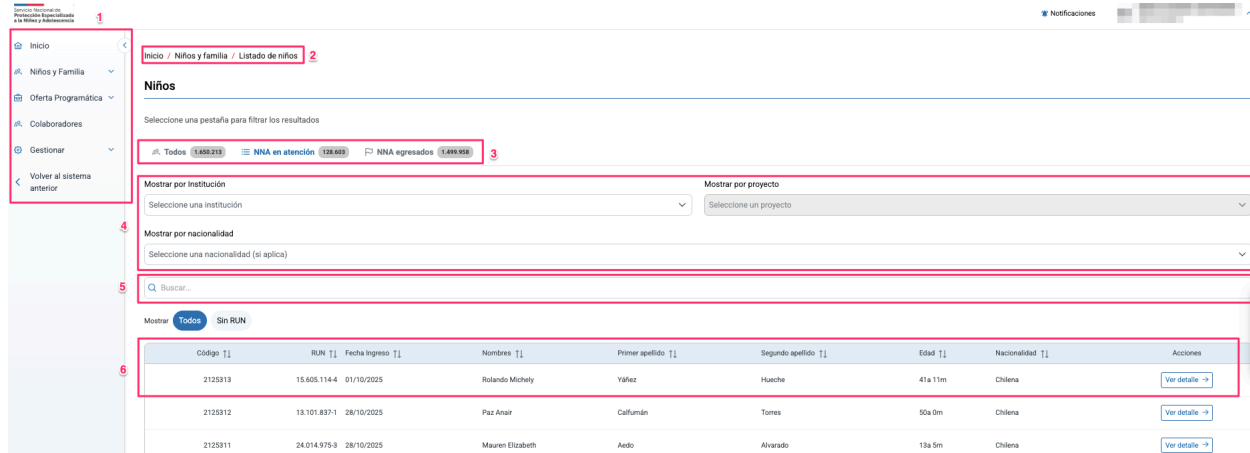 Servicio Nacional de
Protección Especializada
a la Niñez y Adolescencia
1
Notificaciones
Inicio
Niños y Familia
Oferta Programática
Colaboradores
Gestionar
Volver al sistema
anterior
Inicio / Niños y familia / Listado de niños 2
Niños
Seleccione una pestaña para filtrar los resultados
Todos 1.650.213 NNA en atención 128.603 NNA egresados 1.499.958 3
Mostrar por Institución Mostrar por proyecto
Seleccione una institución Seleccione un proyecto
4
Mostrar por nacionalidad
Seleccione una nacionalidad (si aplica)
5 Buscar...
Mostrar Todos Sin RUN
Código RUN Fecha Ingreso Nombres Primer apellido Segundo apellido Edad Nacionalidad Acciones
6
2125313 15.605.114-4 01/10/2025 Rolando Michely Yáñez Hueche 41a 11m Chilena Ver detalle
2125312 13.101.837-1 28/10/2025 Paz Anair Calfumán Torres 50a 0m Chilena Ver detalle
2125311 24.014.975-3 28/10/2025 Mauren Elizabeth Aedo Alvarado 13a 5m Chilena Ver detalle